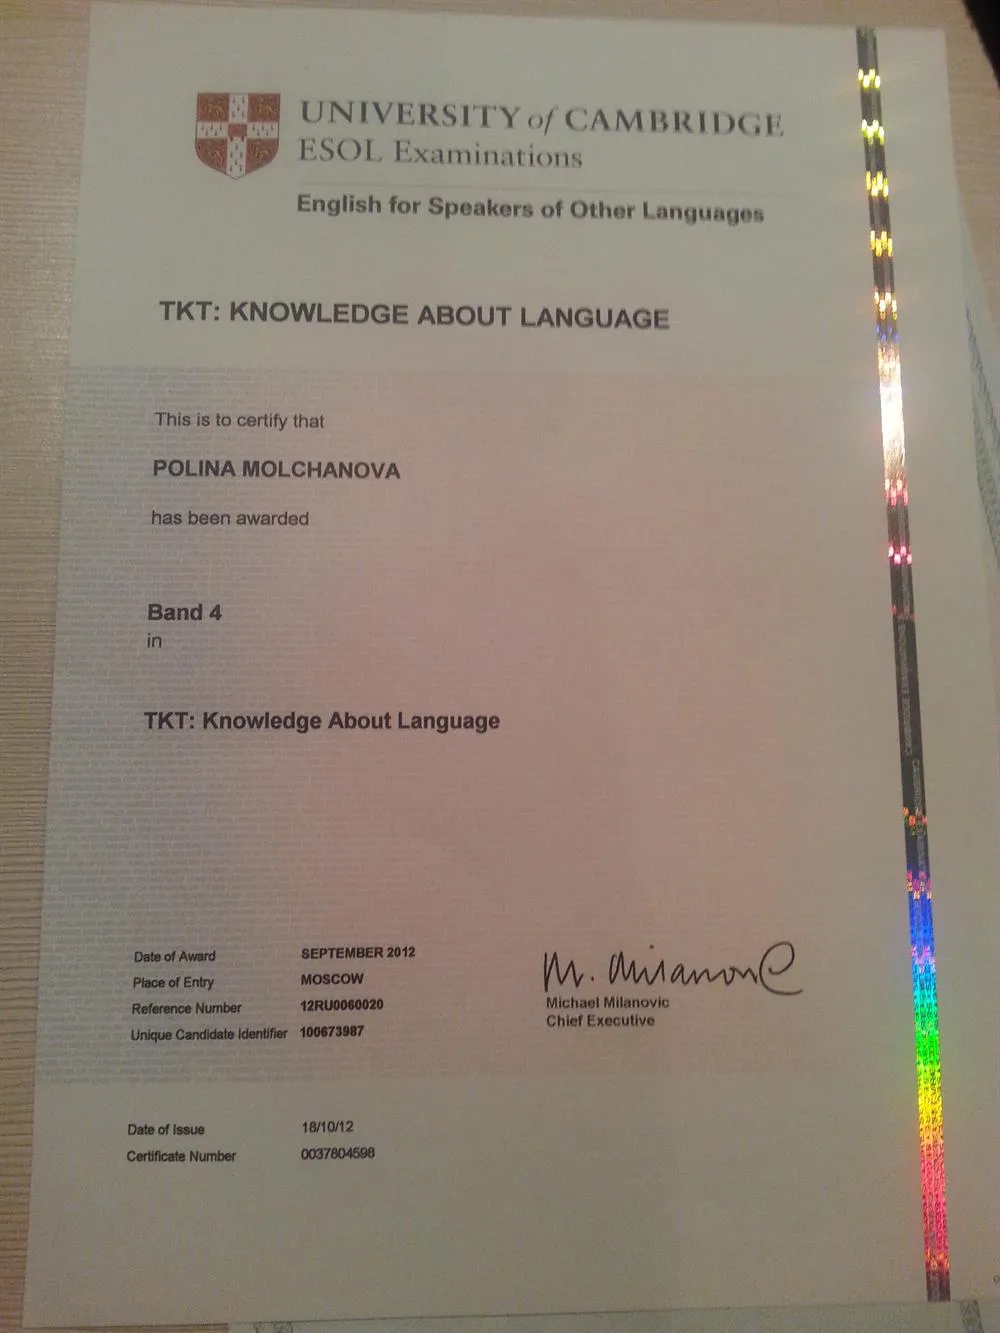 UNIVERSITY of CAMBRIDGE
ESOL Examinations
English for Speakers of Other Languages
TKT: KNOWLEDGE ABOUT LANGUAGE
This is to certify that
POLINA MOLCHANOVA
has been awarded
Band 4
in
TKT: Knowledge About Language
Date of Award SEPTEMBER 2012
Place of Entry MOSCOW
Reference Number 12RU0060020
Unique Candidate Identifier 100673987
M. Milanovic
Michael Milanovic
Chief Executive
Date of Issue 18/10/12
Certificate Number 0037804598